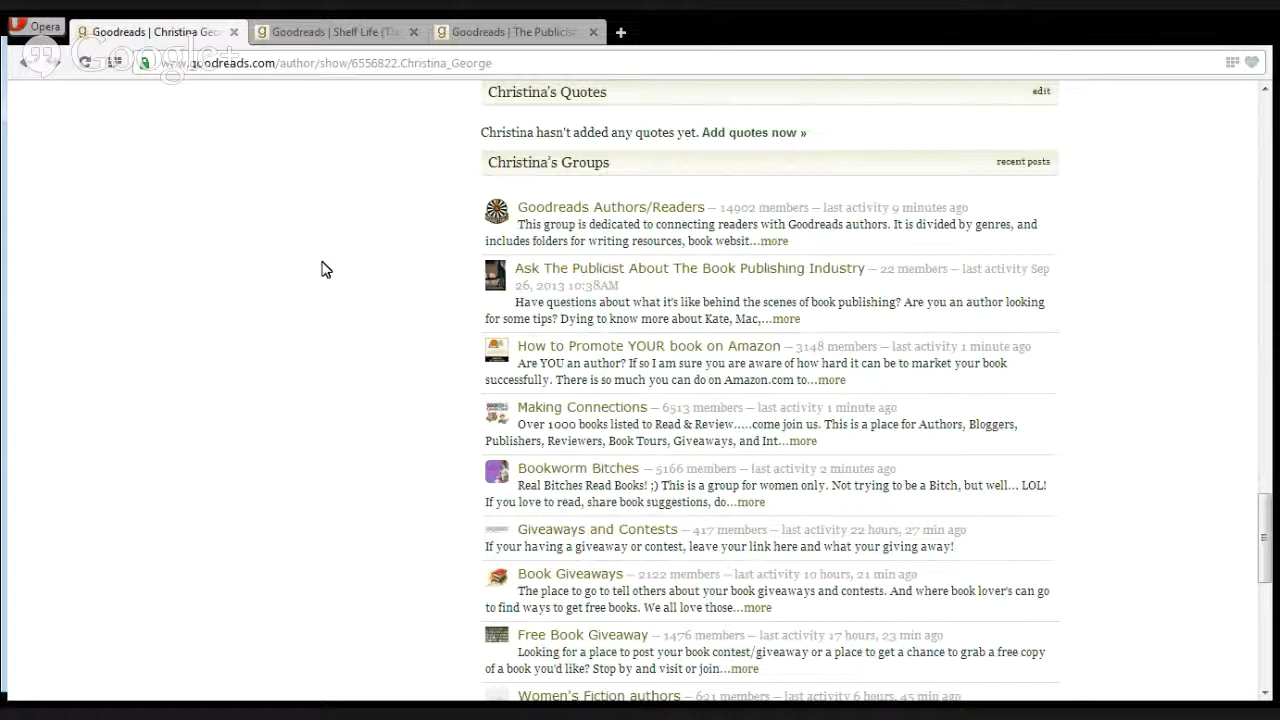 Opera
Goodreads | Christina Geo
Goodreads | Shelf Life (Th
Goodreads | The Publicist
Google+
www.goodreads.com/author/show/6556822.Christina_George
Christina's Quotes edit
Christina hasn't added any quotes yet. Add quotes now »
Christina's Groups recent posts
Goodreads Authors/Readers — 14902 members — last activity 9 minutes ago
This group is dedicated to connecting readers with Goodreads authors. It is divided by genres, and
includes folders for writing resources, book websit...more
Ask The Publicist About The Book Publishing Industry — 22 members — last activity Sep
26, 2013 10:38AM
Have questions about what it's like behind the scenes of book publishing? Are you an author looking
for some tips? Dying to know more about Kate, Mac,...more
How to Promote YOUR book on Amazon — 3148 members — last activity 1 minute ago
Are YOU an author? If so I am sure you are aware of how hard it can be to market your book
successfully. There is so much you can do on Amazon.com to...more
Making Connections — 6513 members — last activity 1 minute ago
Over 1000 books listed to Read & Review.....come join us. This is a place for Authors, Bloggers,
Publishers, Reviewers, Book Tours, Giveaways, and Int...more
Bookworm Bitches — 5166 members — last activity 2 minutes ago
Real Bitches Read Books! ;) This is a group for women only. Not trying to be a Bitch, but well... LOL!
If you love to read, share book suggestions, do...more
Giveaways and Contests — 417 members — last activity 22 hours, 27 min ago
If your having a giveaway or contest, leave your link here and what your giving away!
Book Giveaways — 2122 members — last activity 10 hours, 21 min ago
The place to go to tell others about your book giveaways and contests. And where book lover's can go
to find ways to get free books. We all love those...more
Free Book Giveaway — 1476 members — last activity 17 hours, 23 min ago
Looking for a place to post your book contest/giveaway or a place to get a chance to grab a free copy
of a book you'd like? Stop by and visit or join...more
Women's Fiction authors — 621 members — last activity 6 hours, 45 min ago